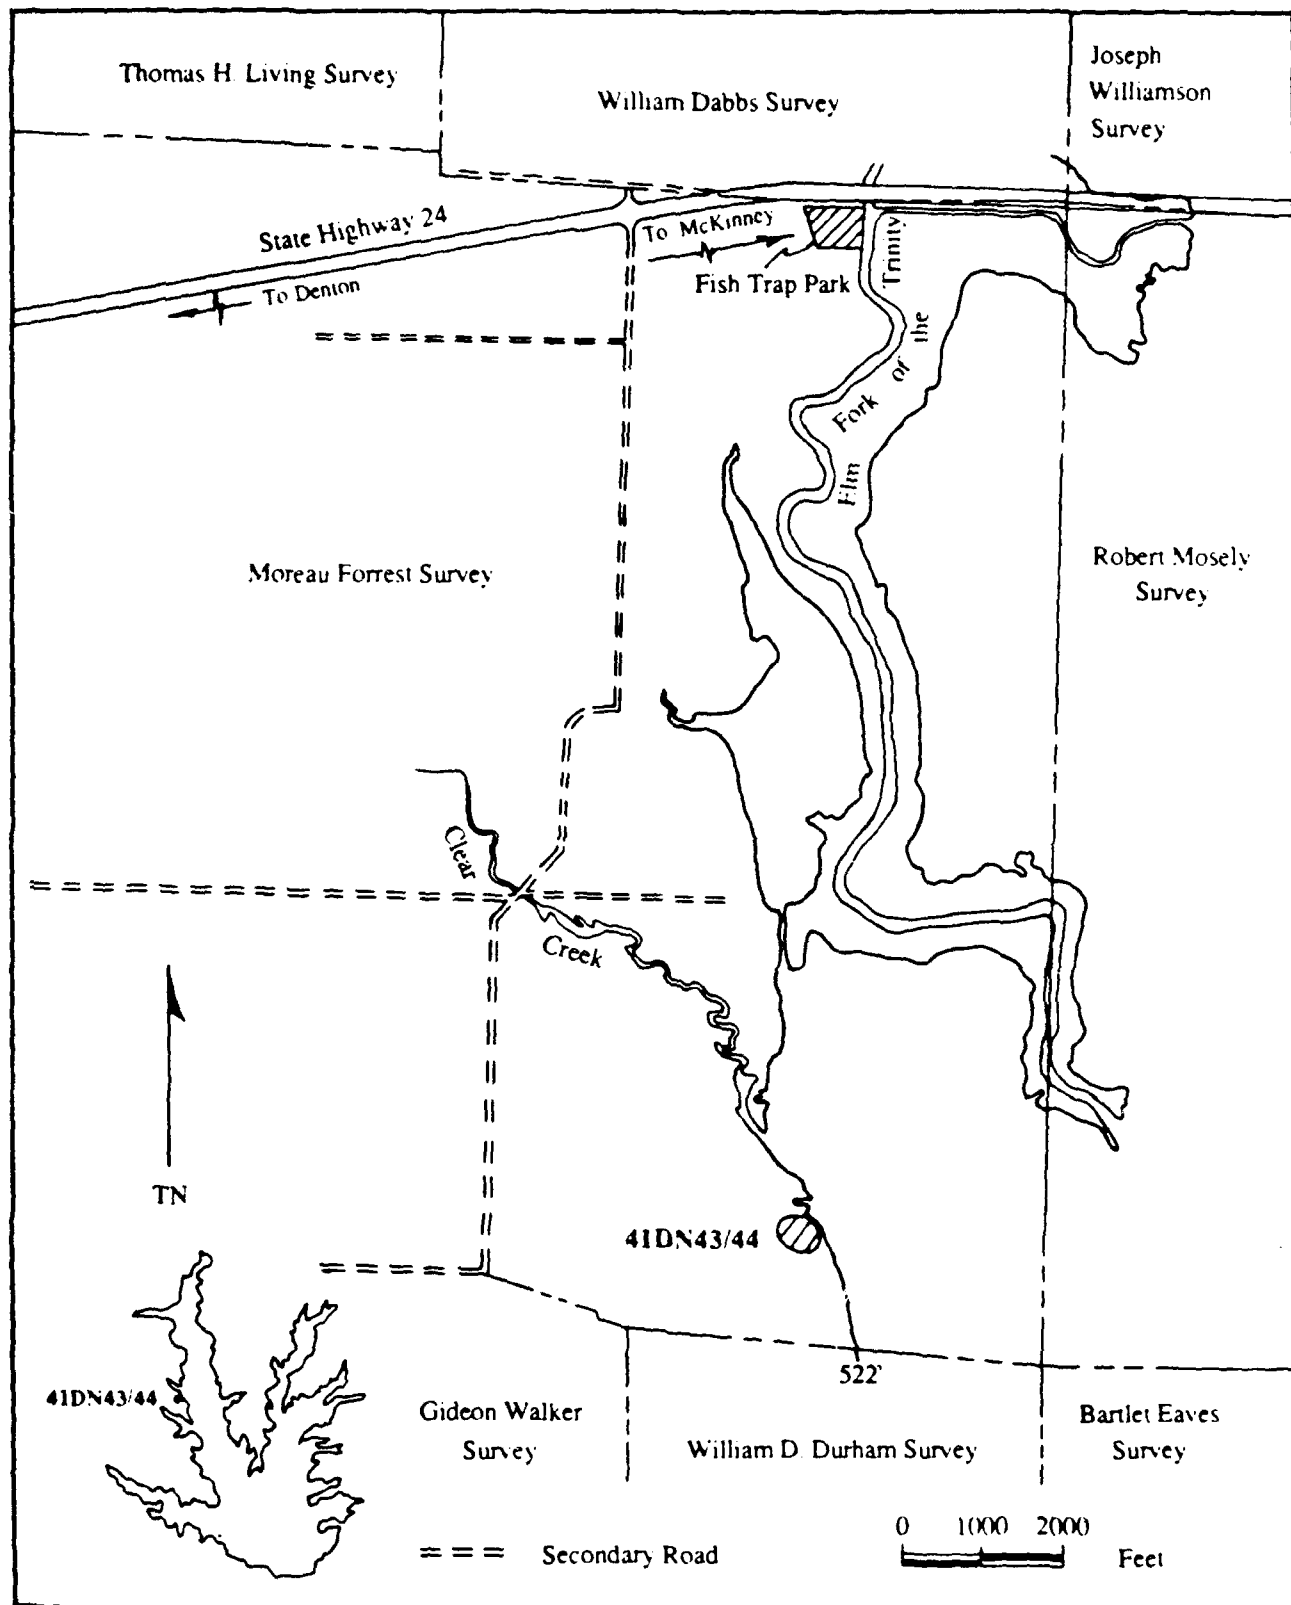 Thomas H. Living Survey
William Dabbs Survey
Joseph
Williamson
Survey
State Highway 24
To McKinney
To Denton
Fish Trap Park
Elm Fork of the Trinity
Moreau Forrest Survey
Robert Mosely
Survey
Clear
Creek
TN
41DN43/44
522'
41DN43/44
Gideon Walker
Survey
William D. Durham Survey
Bartlet Eaves
Survey
0 1000 2000
Feet
= = = Secondary Road